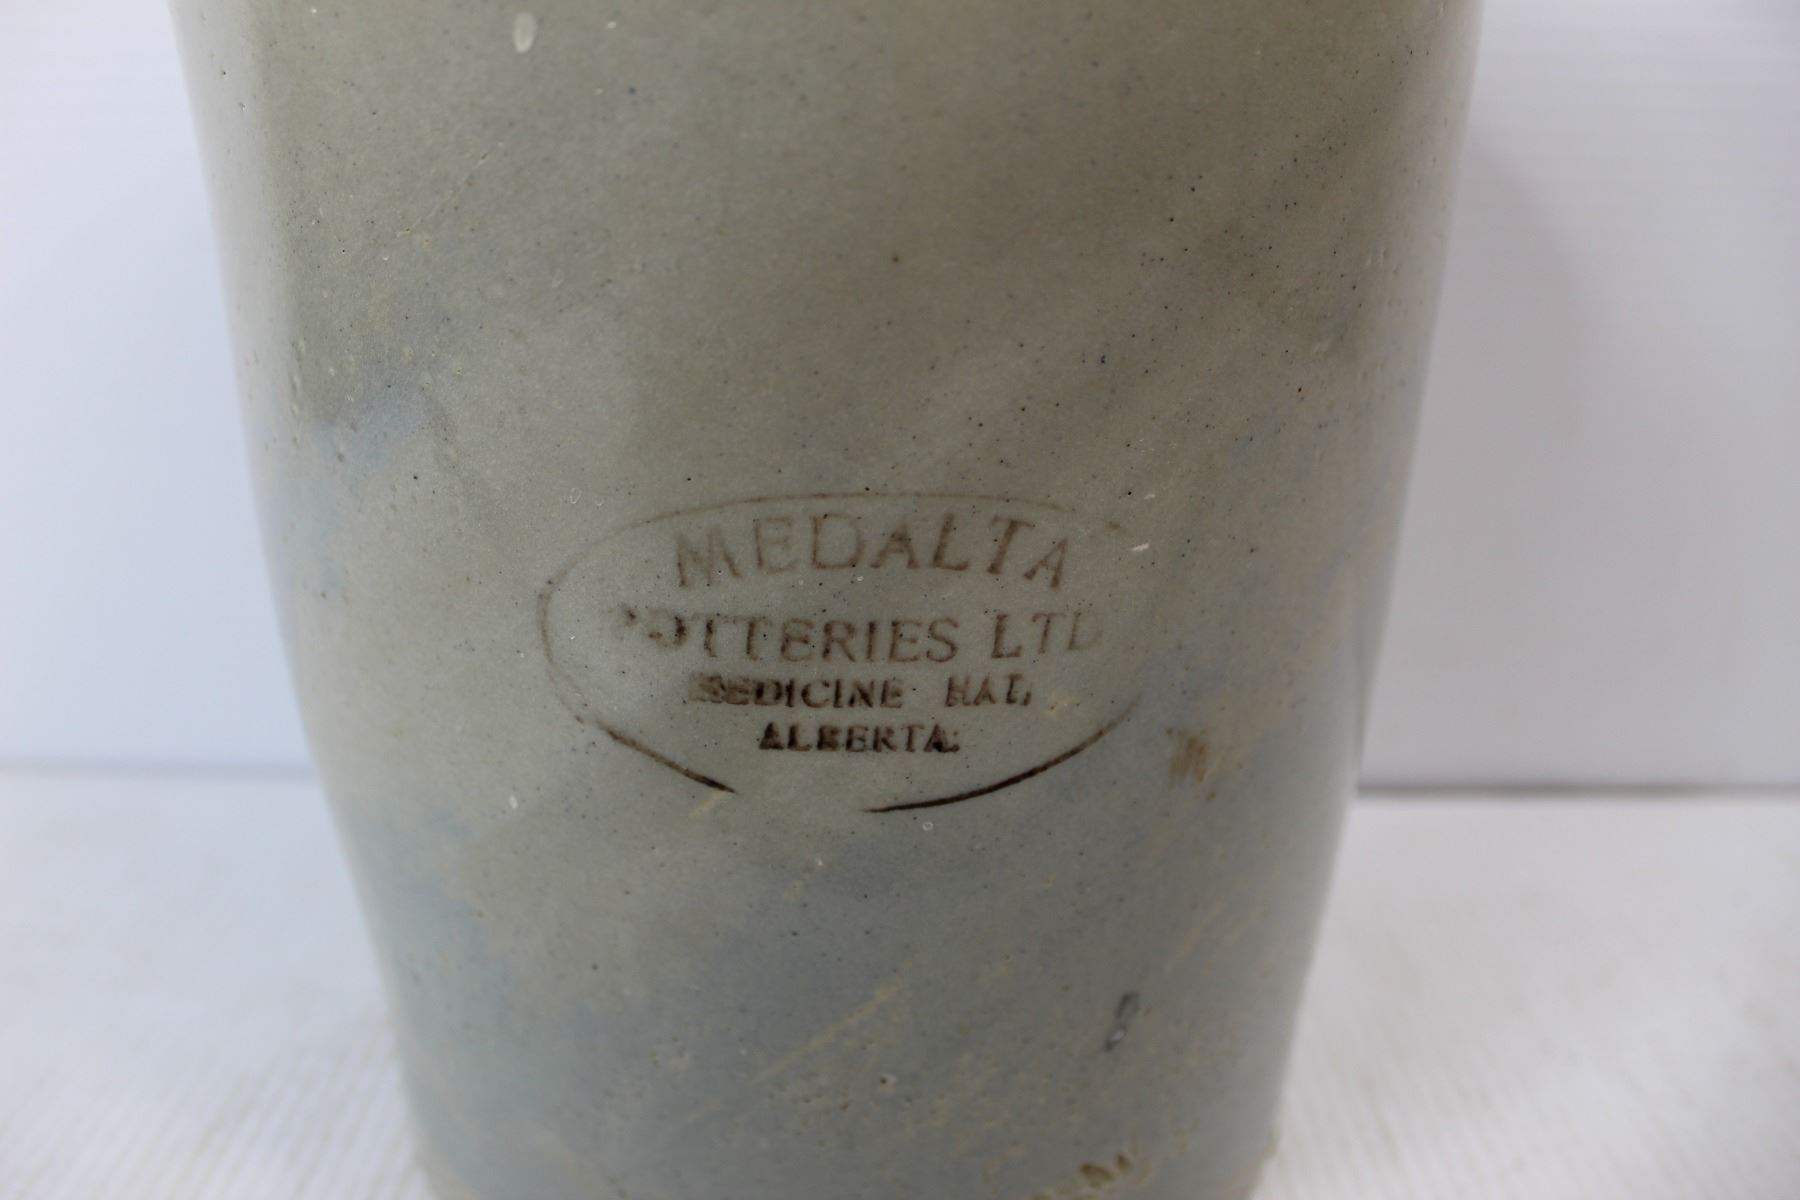 MEDALTA
POTTERIES LTD
MEDICINE HAT,
ALBERTA.